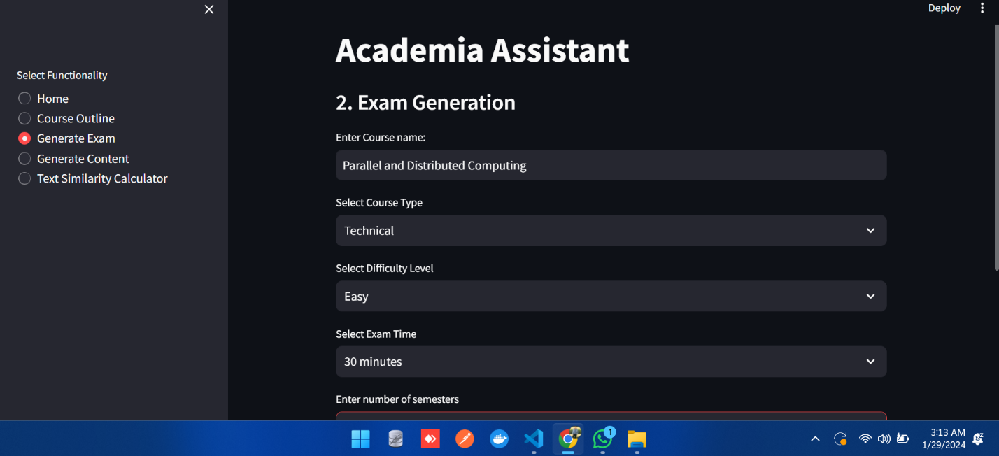 Deploy
Select Functionality
Home
Course Outline
Generate Exam
Generate Content
Text Similarity Calculator
Academia Assistant
2. Exam Generation
Enter Course name:
Parallel and Distributed Computing
Select Course Type
Technical
Select Difficulty Level
Easy
Select Exam Time
30 minutes
Enter number of semesters
1
3:13 AM
1/29/2024